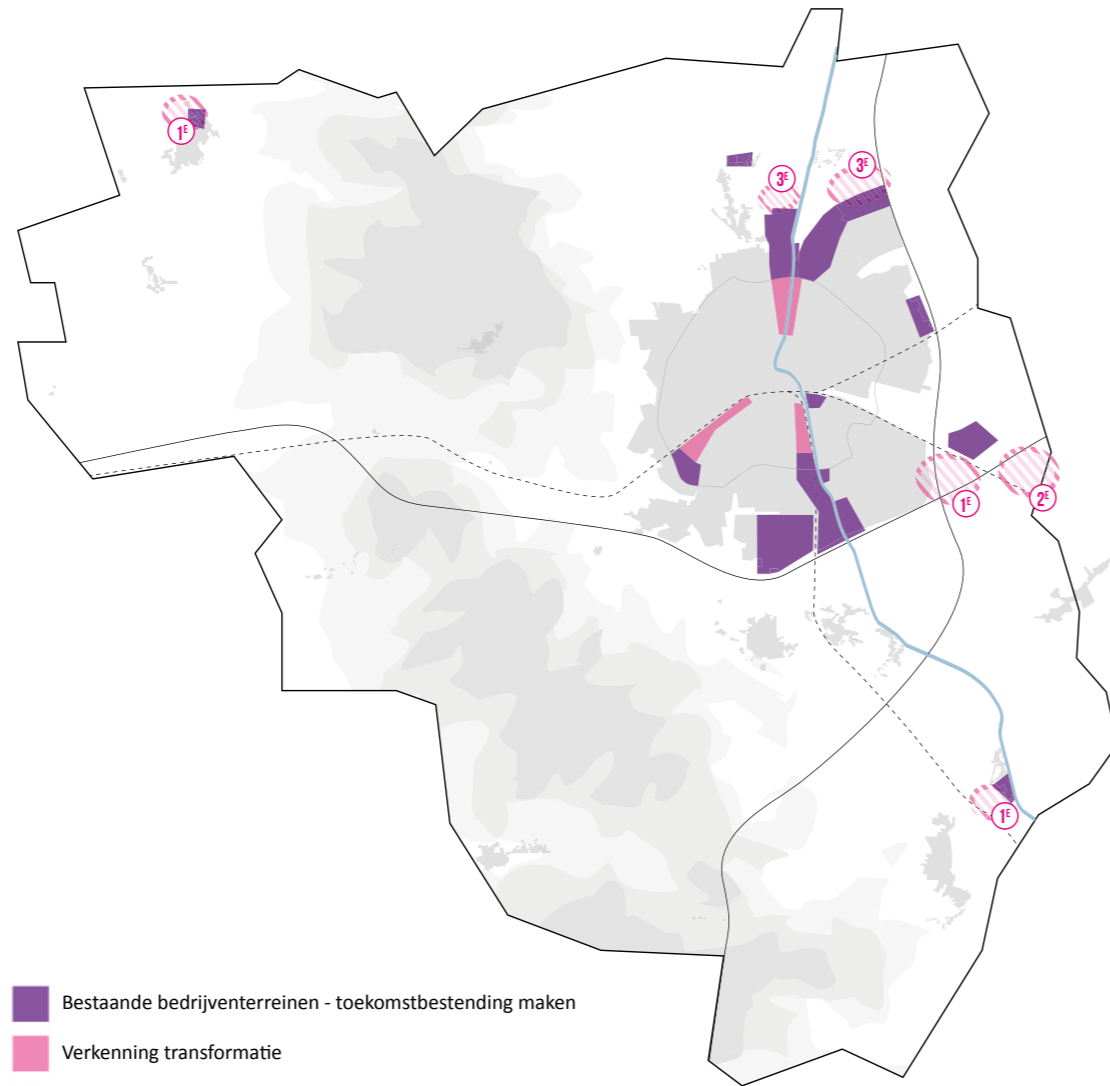 1E
3E
3E
1E
2E
1E
Bestaande bedrijventerreinen - toekomstbestending maken
Verkenning transformatie